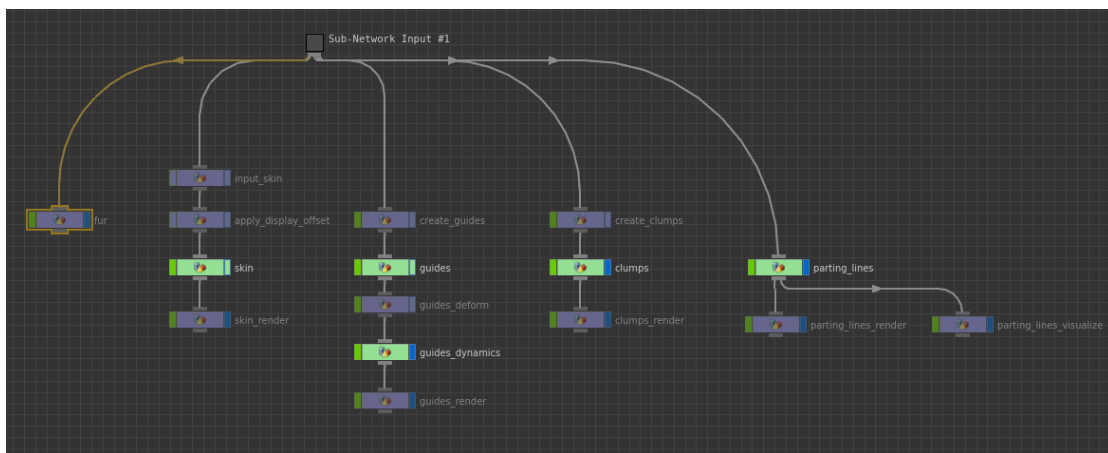 Sub-Network Input #1
input_skin
fur
apply_display_offset
create_guides
create_clumps
skin
guides
clumps
parting_lines
guides_deform
skin_render
clumps_render
parting_lines_render
parting_lines_visualize
guides_dynamics
guides_render